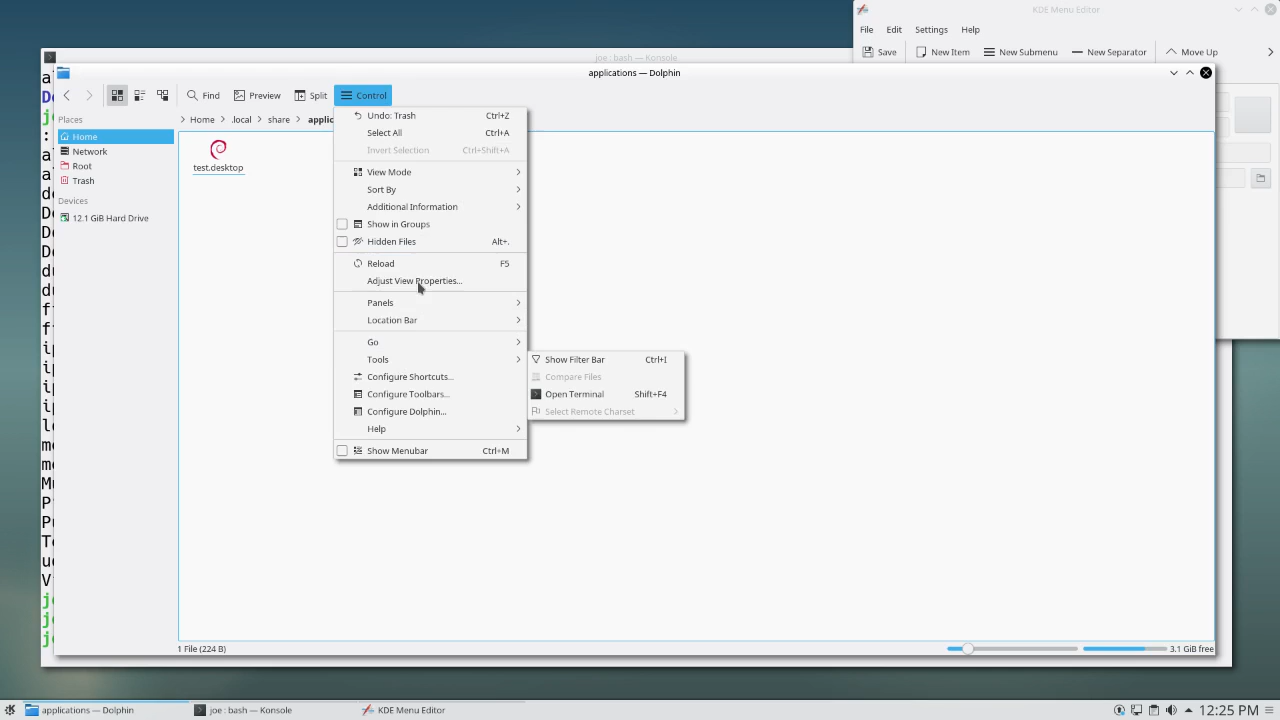 KDE Menu Editor
File Edit Settings Help
Save New Item New Submenu New Separator Move Up
joe : bash — Konsole
applications — Dolphin
Find Preview Split Control
Places
Home
Network
Root
Trash
Devices
12.1 GiB Hard Drive
Home .local share applic
test.desktop
Undo: Trash Ctrl+Z
Select All Ctrl+A
Invert Selection Ctrl+Shift+A
View Mode
Sort By
Additional Information
Show in Groups
Hidden Files Alt+.
Reload F5
Adjust View Properties...
Panels
Location Bar
Go
Tools
Configure Shortcuts...
Configure Toolbars...
Configure Dolphin...
Help
Show Menubar Ctrl+M
Show Filter Bar Ctrl+I
Compare Files
Open Terminal Shift+F4
Select Remote Charset
1 File (224 B)
3.1 GiB free
applications — Dolphin joe : bash — Konsole KDE Menu Editor 12:25 PM